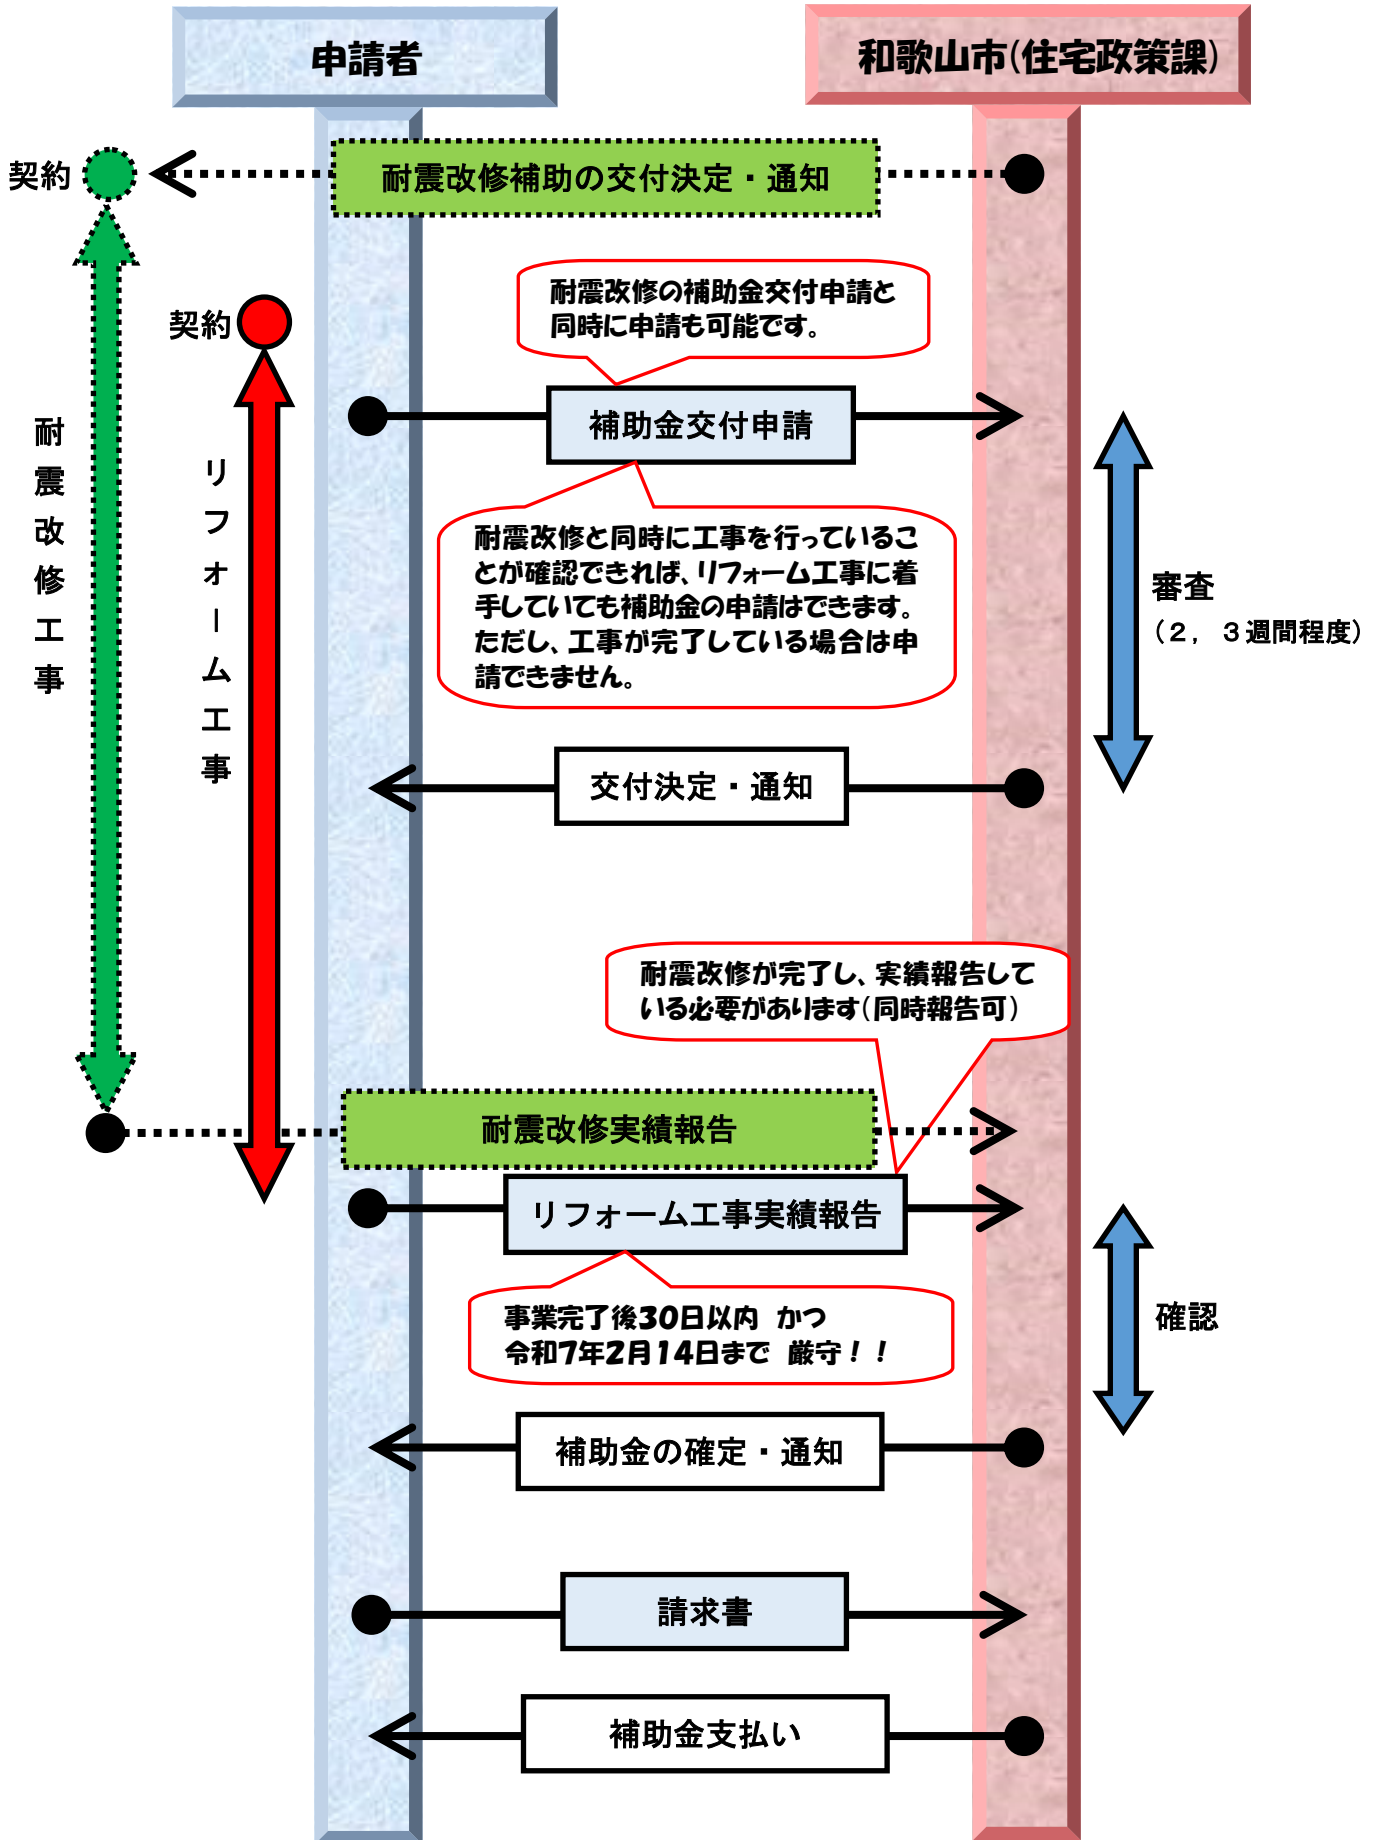 申請者
和歌山市(住宅政策課)
契約
耐震改修補助の交付決定・通知
耐震改修の補助金交付申請と
同時に申請も可能です。
契約
補助金交付申請
耐震改修工事
リフォーム工事
耐震改修と同時に工事を行っているこ
とが確認できれば、リフォーム工事に着
手していても補助金の申請はできます。
ただし、工事が完了している場合は申
請できません。
審査
（２，３週間程度）
交付決定・通知
耐震改修が完了し、実績報告して
いる必要があります(同時報告可)
耐震改修実績報告
リフォーム工事実績報告
事業完了後30日以内　かつ
令和7年2月14日まで　厳守！！
確認
補助金の確定・通知
請求書
補助金支払い